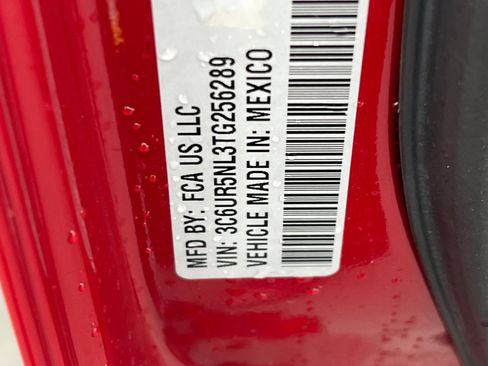 MFD BY: FCA US LLC
VIN: 3C6UR5NL3TG256289
VEHICLE MADE IN: MEXICO